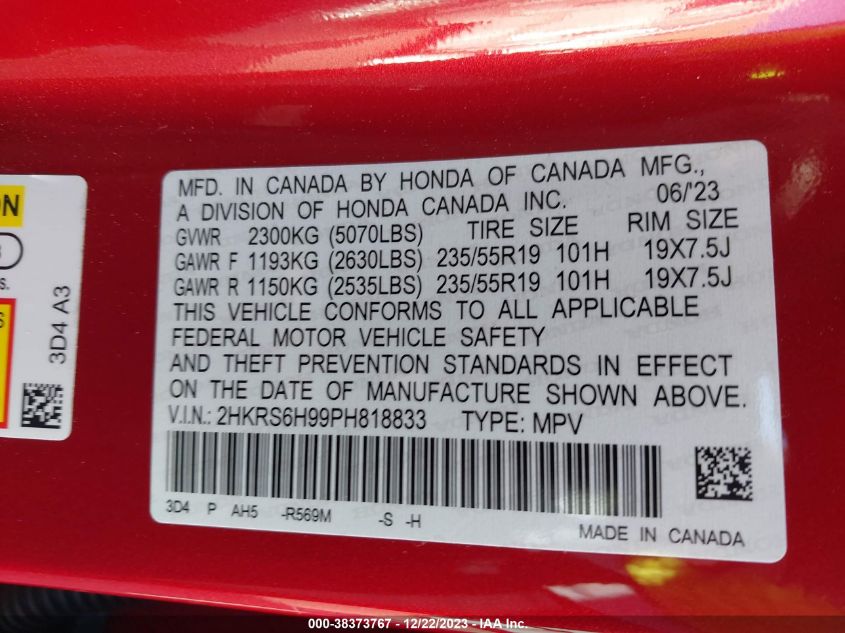 MFD. IN CANADA BY HONDA OF CANADA MFG.,
A DIVISION OF HONDA CANADA INC. 06/'23
GVWR 2300KG (5070LBS) TIRE SIZE RIM SIZE
GAWR F 1193KG (2630LBS) 235/55R19 101H 19X7.5J
GAWR R 1150KG (2535LBS) 235/55R19 101H 19X7.5J
THIS VEHICLE CONFORMS TO ALL APPLICABLE
FEDERAL MOTOR VEHICLE SAFETY
AND THEFT PREVENTION STANDARDS IN EFFECT
ON THE DATE OF MANUFACTURE SHOWN ABOVE.
V.I.N.: 2HKRS6H99PH818833 TYPE: MPV
3D4 P AH5 -R569M -S -H
MADE IN CANADA
3D4 A3
000-38373767 - 12/22/2023 - IAA Inc.